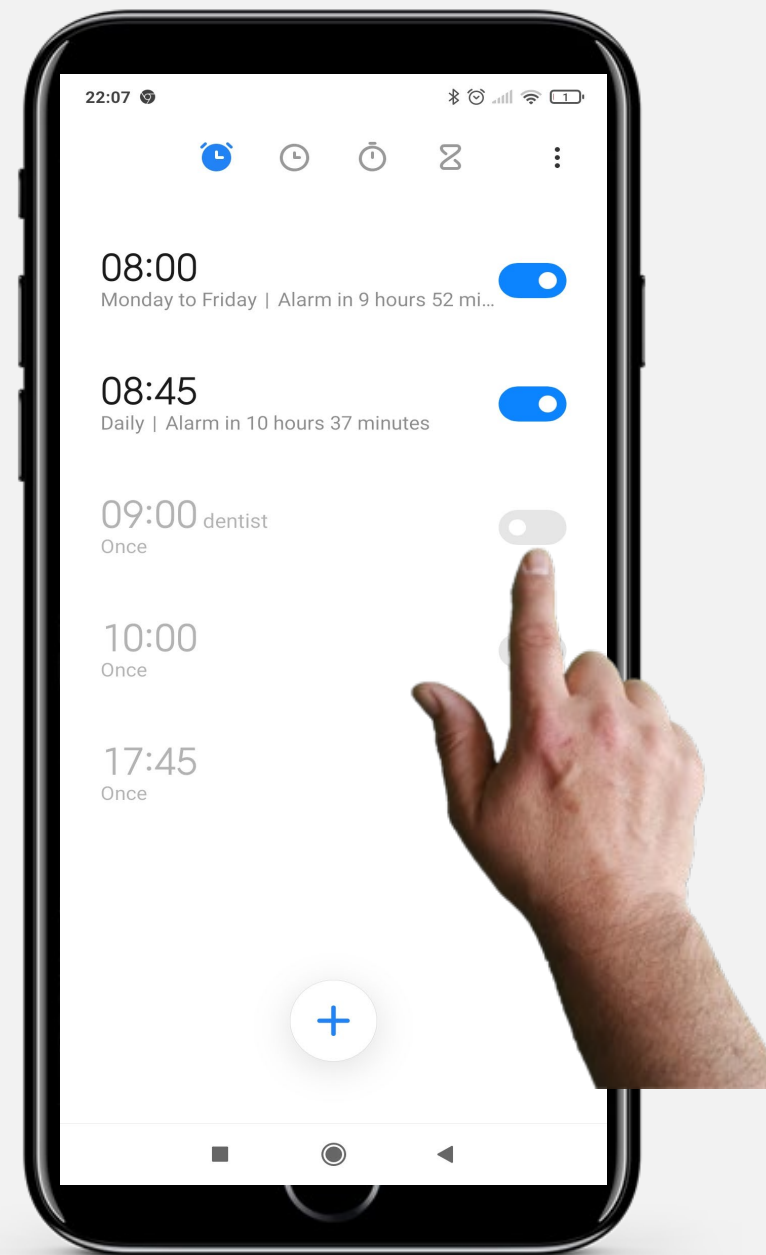 22:07
1
08:00
Monday to Friday | Alarm in 9 hours 52 mi...
08:45
Daily | Alarm in 10 hours 37 minutes
09:00 dentist
Once
10:00
Once
17:45
Once